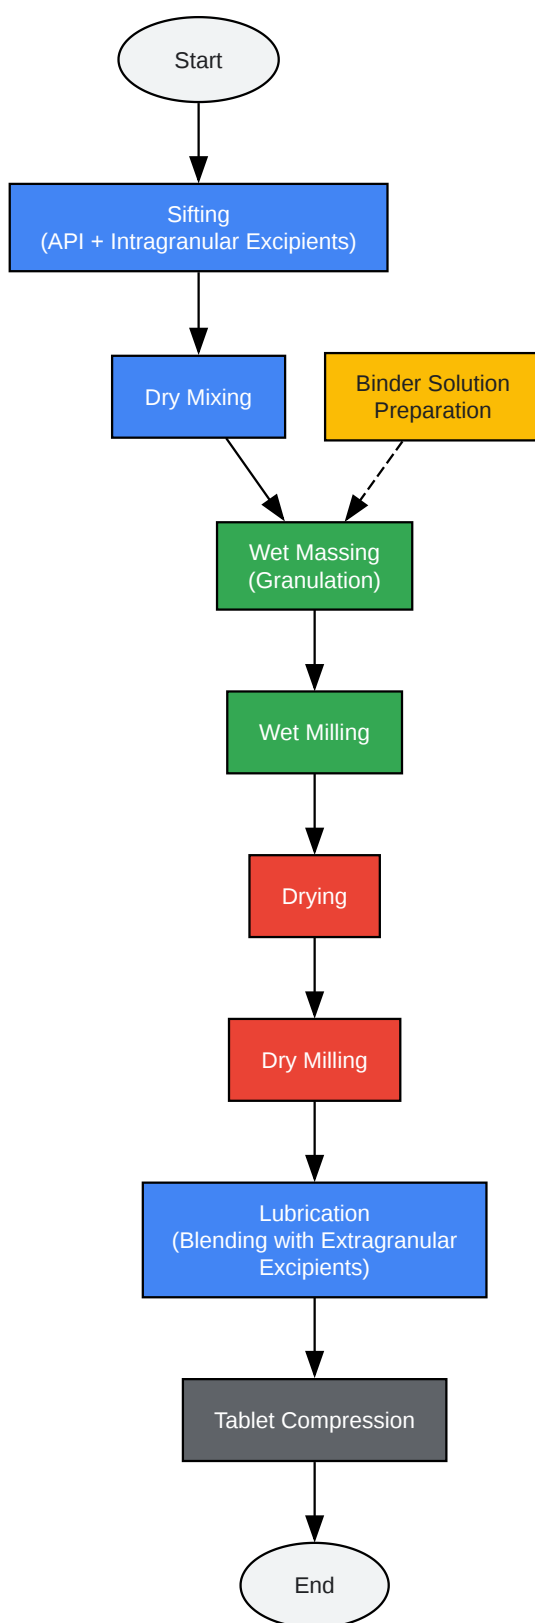 Start
Sifting
(API + Intragranular Excipients)
Dry Mixing
Binder Solution
Preparation
Wet Massing
(Granulation)
Wet Milling
Drying
Dry Milling
Lubrication
(Blending with Extragranular
Excipients)
Tablet Compression
End